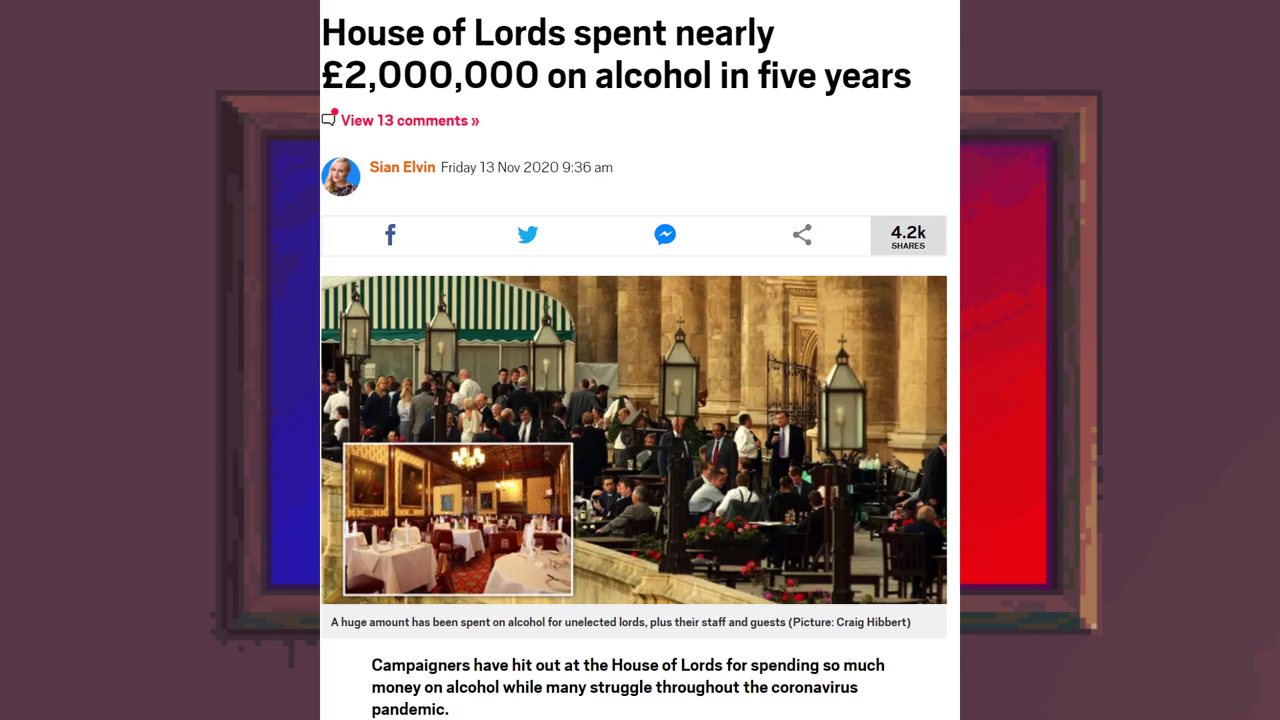 House of Lords spent nearly
£2,000,000 on alcohol in five years
View 13 comments »
Sian Elvin Friday 13 Nov 2020 9:36 am
4.2k
SHARES
A huge amount has been spent on alcohol for unelected lords, plus their staff and guests (Picture: Craig Hibbert)
Campaigners have hit out at the House of Lords for spending so much
money on alcohol while many struggle throughout the coronavirus
pandemic.